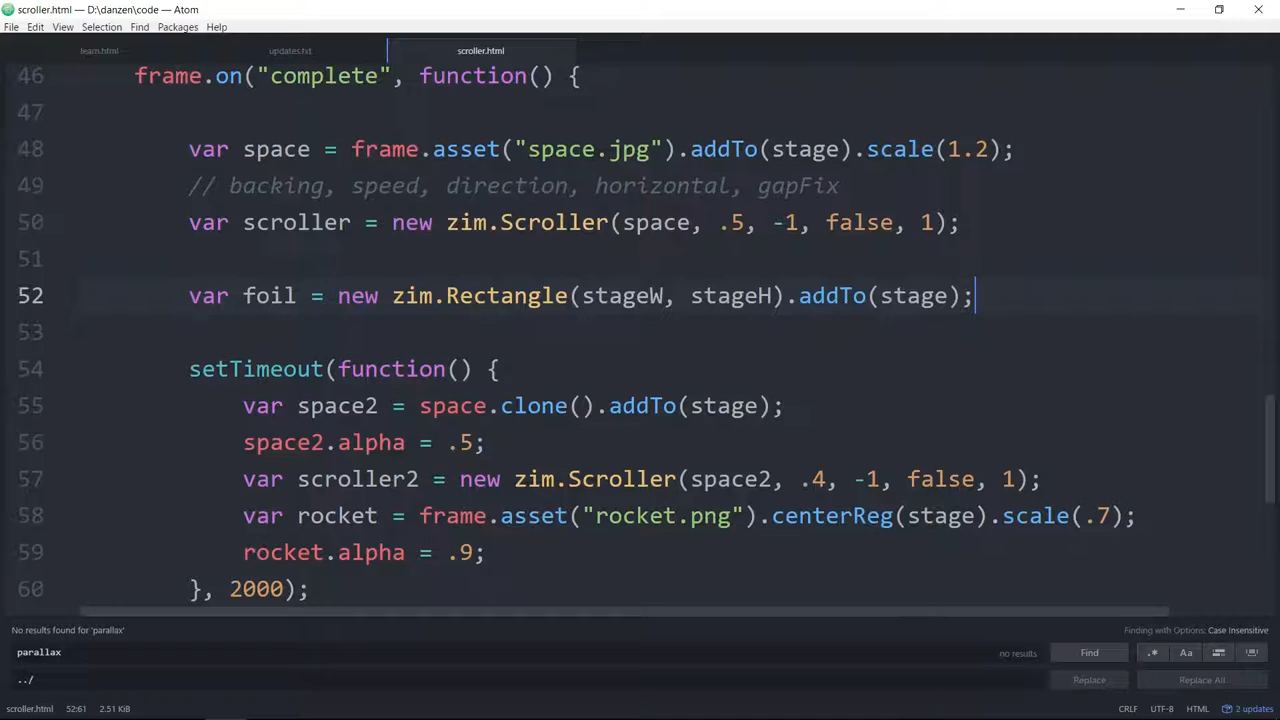 scroller.html — D:\danzen\code — Atom
File Edit View Selection Find Packages Help
learn.html updates.txt scroller.html
46 frame.on("complete", function() {
47
48 var space = frame.asset("space.jpg").addTo(stage).scale(1.2);
49 // backing, speed, direction, horizontal, gapFix
50 var scroller = new zim.Scroller(space, .5, -1, false, 1);
51
52 var foil = new zim.Rectangle(stageW, stageH).addTo(stage);
53
54 setTimeout(function() {
55 var space2 = space.clone().addTo(stage);
56 space2.alpha = .5;
57 var scroller2 = new zim.Scroller(space2, .4, -1, false, 1);
58 var rocket = frame.asset("rocket.png").centerReg(stage).scale(.7);
59 rocket.alpha = .9;
60 }, 2000);
No results found for 'parallax' Finding with Options: Case Insensitive
parallax no results Find .* Aa
../ Replace Replace All
scroller.html 52:61 2.51 KiB CRLF UTF-8 HTML 2 updates